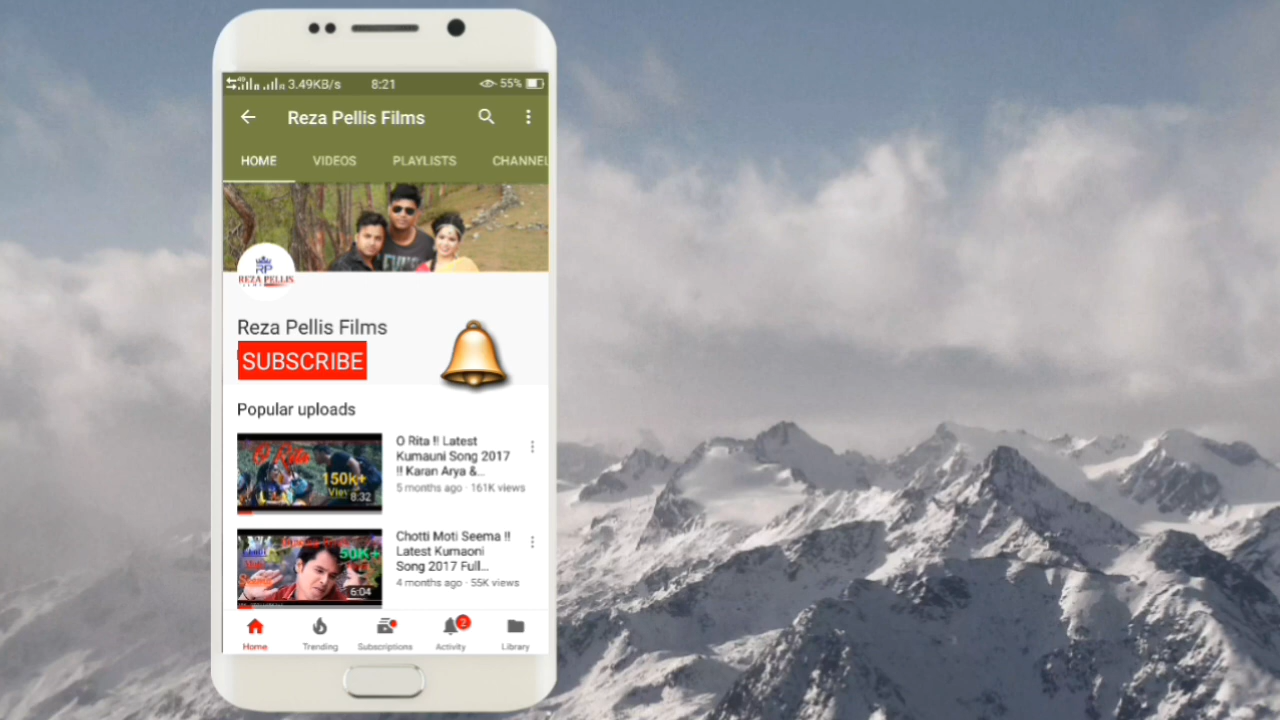 3.49KB/s 8:21 55%
Reza Pellis Films
HOME VIDEOS PLAYLISTS CHANNEL
RP
REZA PELLIS
Reza Pellis Films
SUBSCRIBE
Popular uploads
O Rita
150k+
Views
8:32
O Rita !! Latest
Kumauni Song 2017
!! Karan Arya &...
5 months ago · 161K views
50K+
Seema
6:04
Chotti Moti Seema !!
Latest Kumaoni
Song 2017 Full...
4 months ago · 55K views
2
Home Trending Subscriptions Activity Library